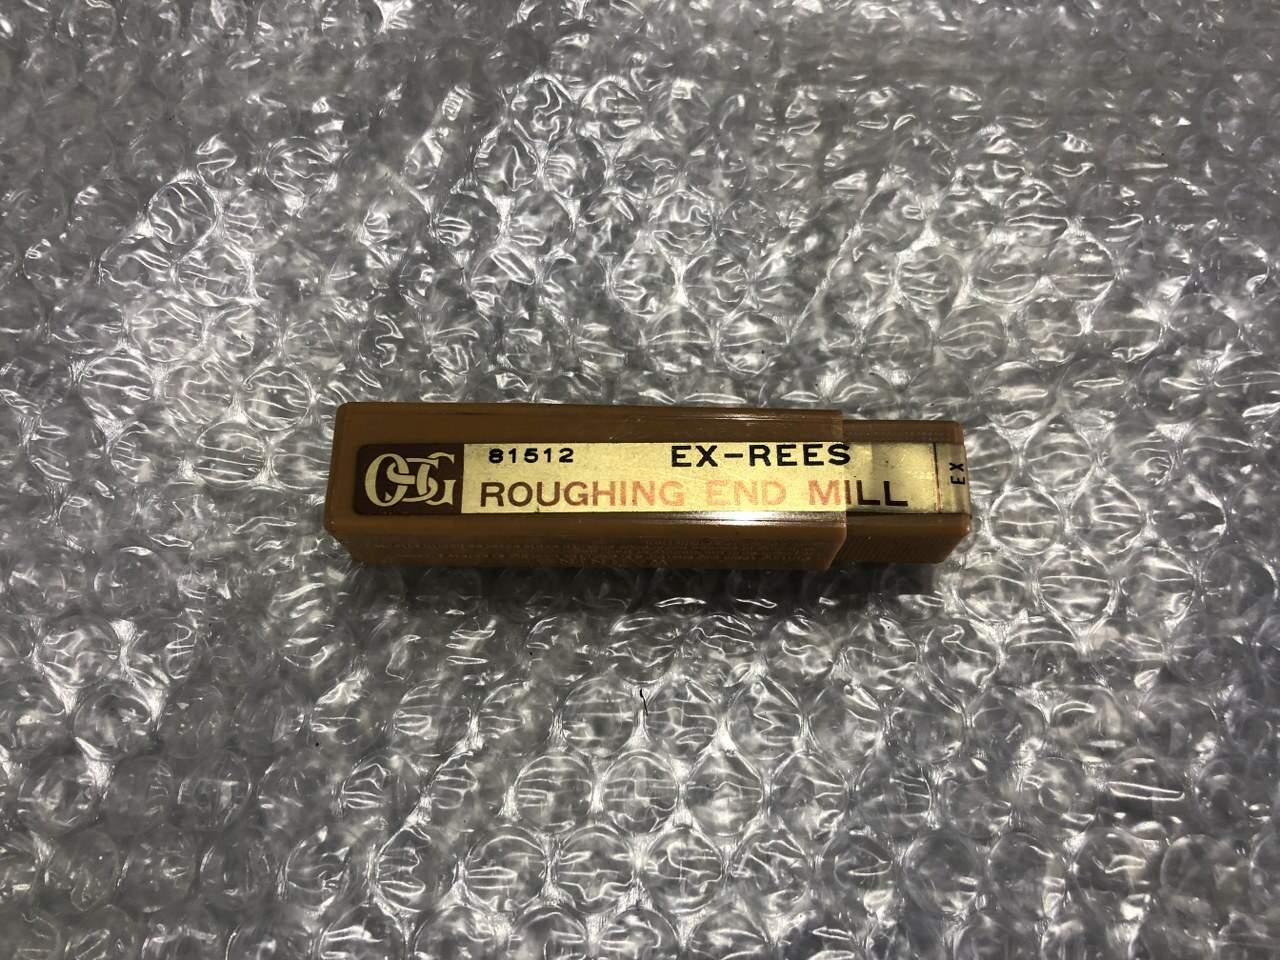 OSG
81512 EX-REES
ROUGHING END MILL
EX